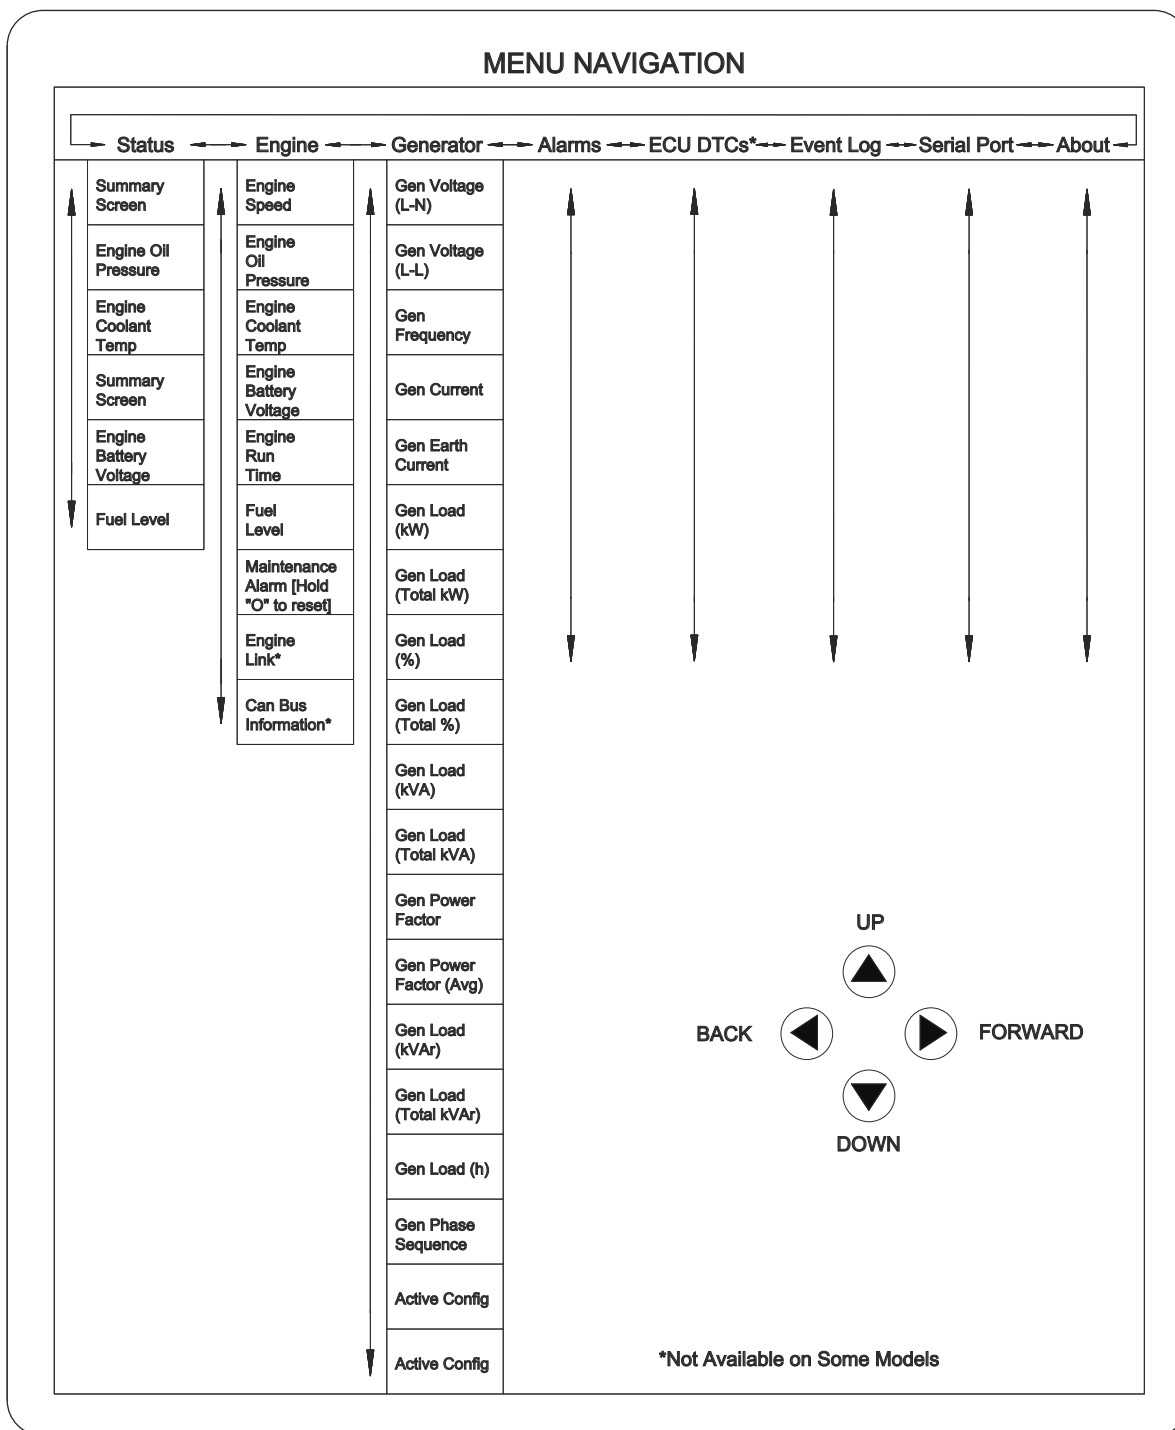 MENU NAVIGATION
Status
Engine
Generator
Alarms
ECU DTCs*
Event Log
Serial Port
About
Summary
Screen
Engine Oil
Pressure
Engine
Coolant
Temp
Summary
Screen
Engine
Battery
Voltage
Fuel Level
Engine
Speed
Engine
Oil
Pressure
Engine
Coolant
Temp
Engine
Battery
Voltage
Engine
Run
Time
Fuel
Level
Maintenance
Alarm [Hold
"O" to reset]
Engine
Link*
Can Bus
Information*
Gen Voltage
(L-N)
Gen Voltage
(L-L)
Gen
Frequency
Gen Current
Gen Earth
Current
Gen Load
(kW)
Gen Load
(Total kW)
Gen Load
(%)
Gen Load
(Total %)
Gen Load
(kVA)
Gen Load
(Total kVA)
Gen Power
Factor
Gen Power
Factor (Avg)
Gen Load
(kVAr)
Gen Load
(Total kVAr)
Gen Load (h)
Gen Phase
Sequence
Active Config
Active Config
UP
BACK
FORWARD
DOWN
*Not Available on Some Models